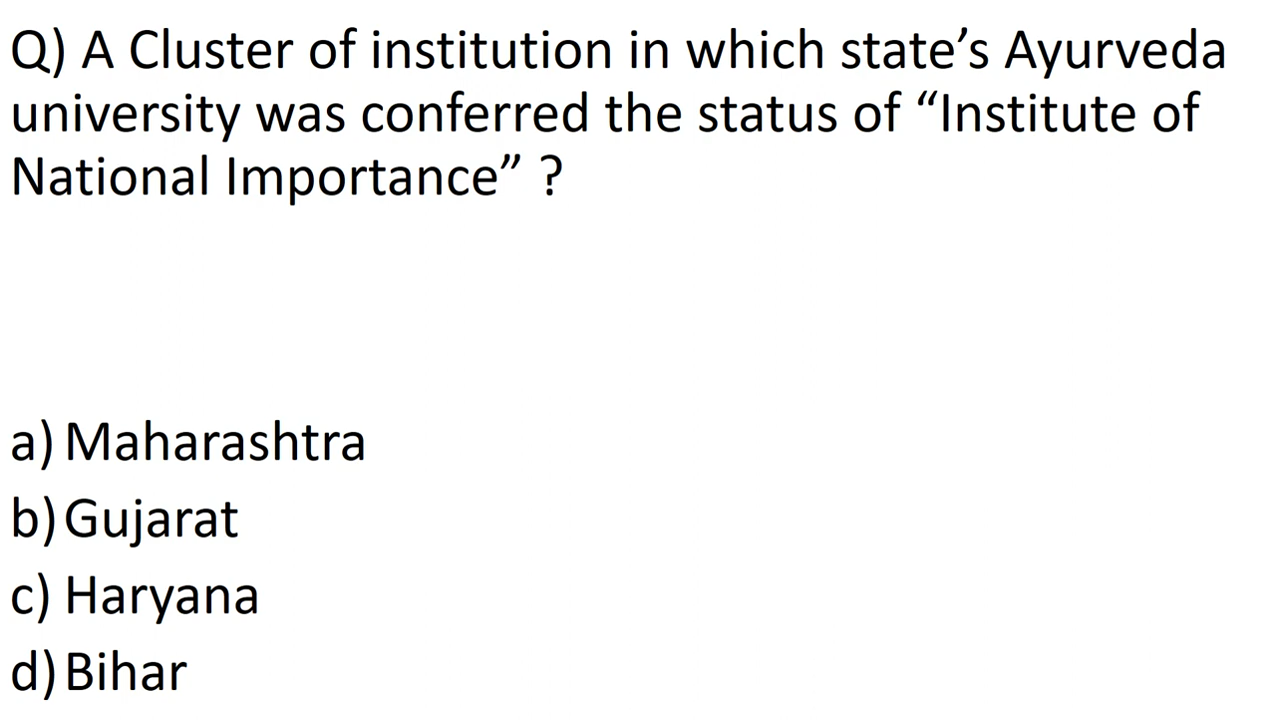 Q) A Cluster of institution in which state’s Ayurveda
university was conferred the status of “Institute of
National Importance” ?
a) Maharashtra
b) Gujarat
c) Haryana
d) Bihar